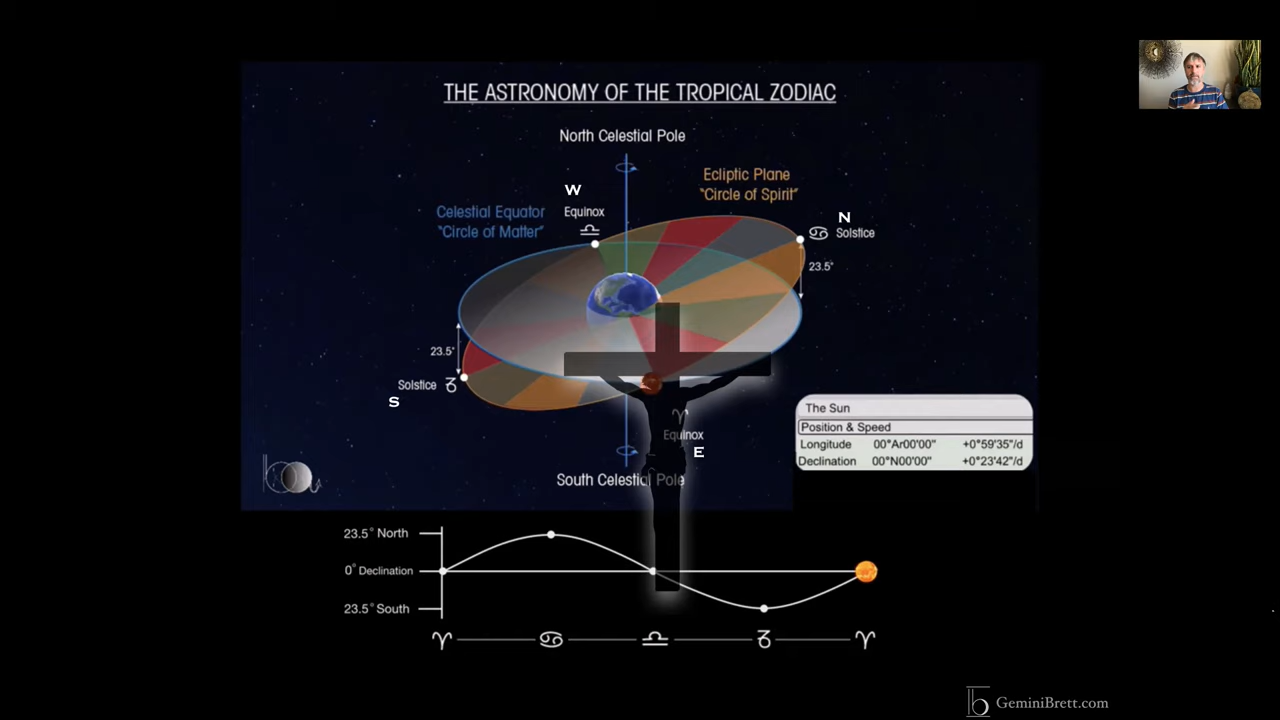 THE ASTRONOMY OF THE TROPICAL ZODIAC
North Celestial Pole
Ecliptic Plane
"Circle of Spirit"
W
Equinox
♎
Celestial Equator
"Circle of Matter"
N
♋ Solstice
23.5°
23.5°
Solstice ♑
S
♈
Equinox
E
South Celestial Pole
The Sun
Position & Speed
Longitude 00°Ar00'00" +0°59'35"/d
Declination 00°N00'00" +0°23'42"/d
23.5° North
0° Declination
23.5° South
♈ ♋ ♎ ♑ ♈
GeminiBrett.com